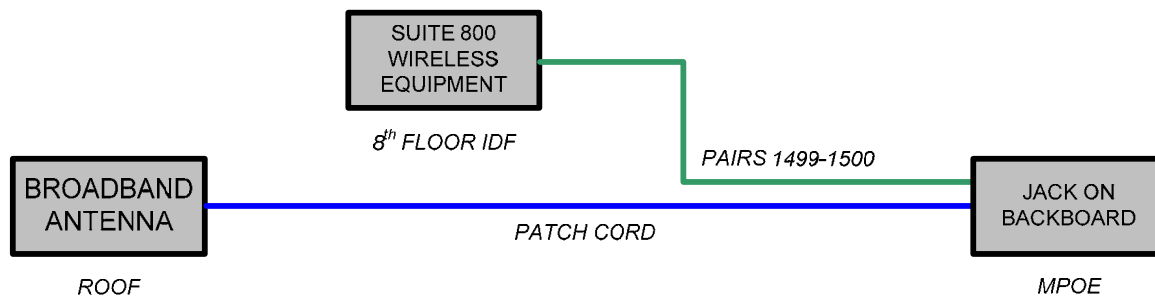 SUITE 800
WIRELESS
EQUIPMENT
8th FLOOR IDF
PAIRS 1499-1500
BROADBAND
ANTENNA
JACK ON
BACKBOARD
PATCH CORD
ROOF
MPOE